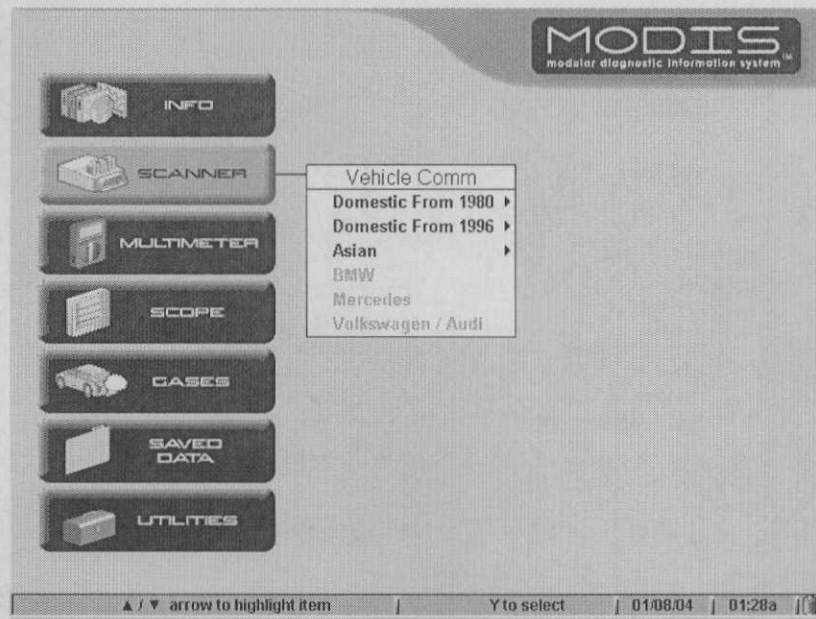 MODIS™
modular diagnostic information system
INFO
SCANNER
MULTIMETER
SCOPE
GASES
SAVED
DATA
UTILITIES
Vehicle Comm
Domestic From 1980
Domestic From 1996
Asian
BMW
Mercedes
Volkswagen / Audi
▲ / ▼ arrow to highlight item | Y to select | 01/08/04 | 01:28a